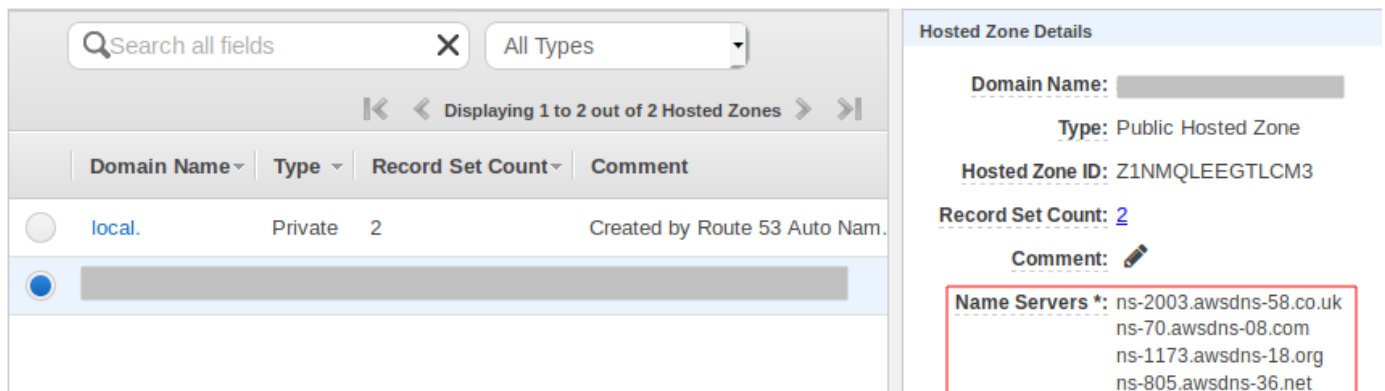 Search all fields
All Types
Displaying 1 to 2 out of 2 Hosted Zones
Domain Name Type Record Set Count Comment
local. Private 2 Created by Route 53 Auto Nam.
Hosted Zone Details
Domain Name:
Type: Public Hosted Zone
Hosted Zone ID: Z1NMQLEEGTLCM3
Record Set Count: 2
Comment:
Name Servers *: ns-2003.awsdns-58.co.uk
ns-70.awsdns-08.com
ns-1173.awsdns-18.org
ns-805.awsdns-36.net